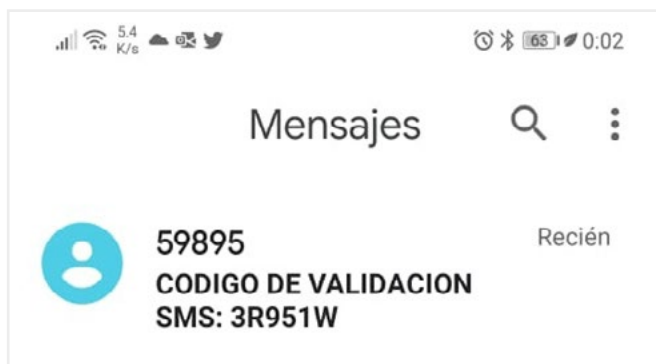 5.4
K/s
63
0:02
Mensajes
59895
Recién
CODIGO DE VALIDACION
SMS: 3R951W